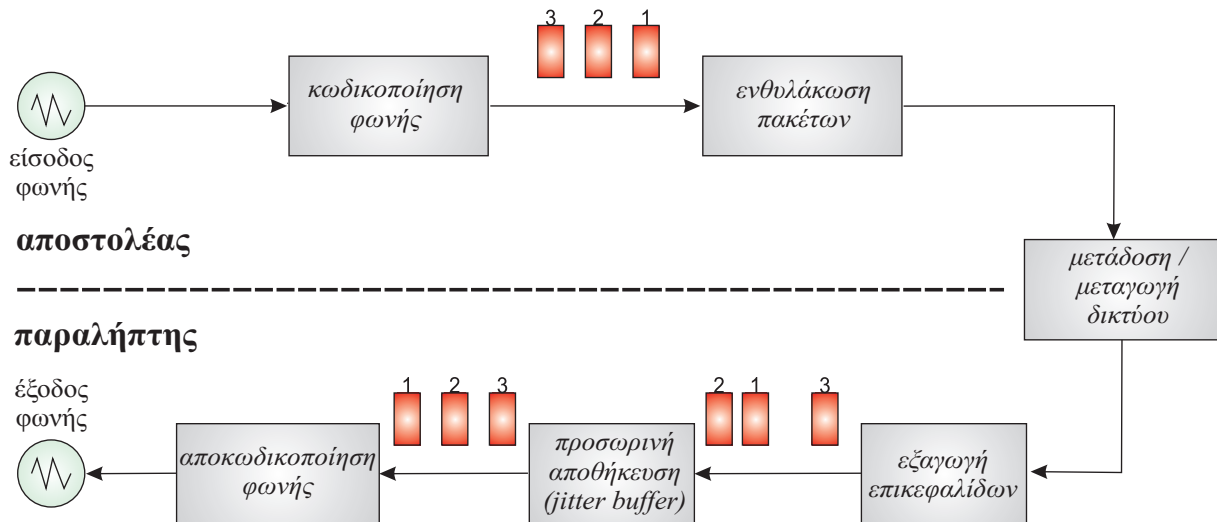 3 2 1
κωδικοποίηση
φωνής
ενθυλάκωση
πακέτων
είσοδος
φωνής
αποστολέας
μετάδοση /
μεταγωγή
δικτύου
παραλήπτης
έξοδος
φωνής
1 2 3
2 1 3
αποκωδικοποίηση
φωνής
προσωρινή
αποθήκευση
(jitter buffer)
εξαγωγή
επικεφαλίδων